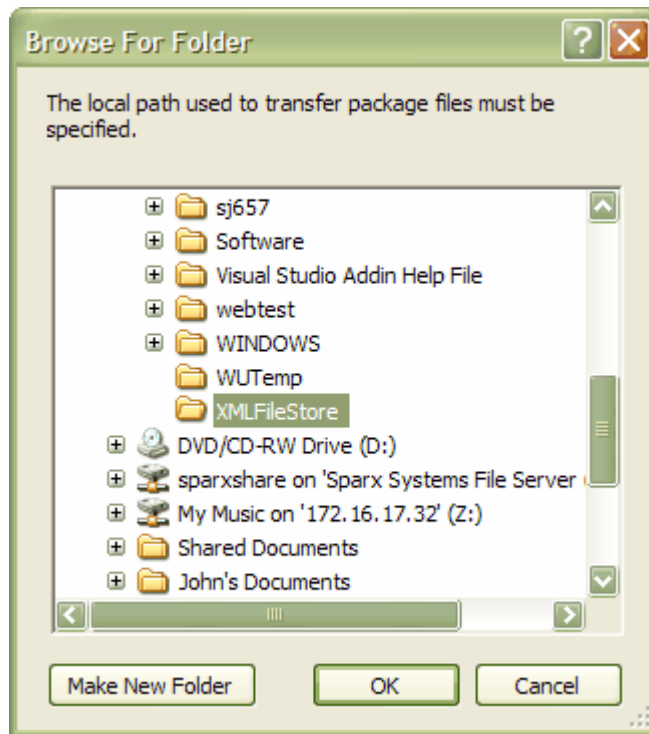 Browse For Folder
The local path used to transfer package files must be
specified.
sj657
Software
Visual Studio Addin Help File
webtest
WINDOWS
WUTemp
XMLFileStore
DVD/CD-RW Drive (D:)
sparxshare on 'Sparx Systems File Server (
My Music on '172.16.17.32' (Z:)
Shared Documents
John's Documents
Make New Folder OK Cancel